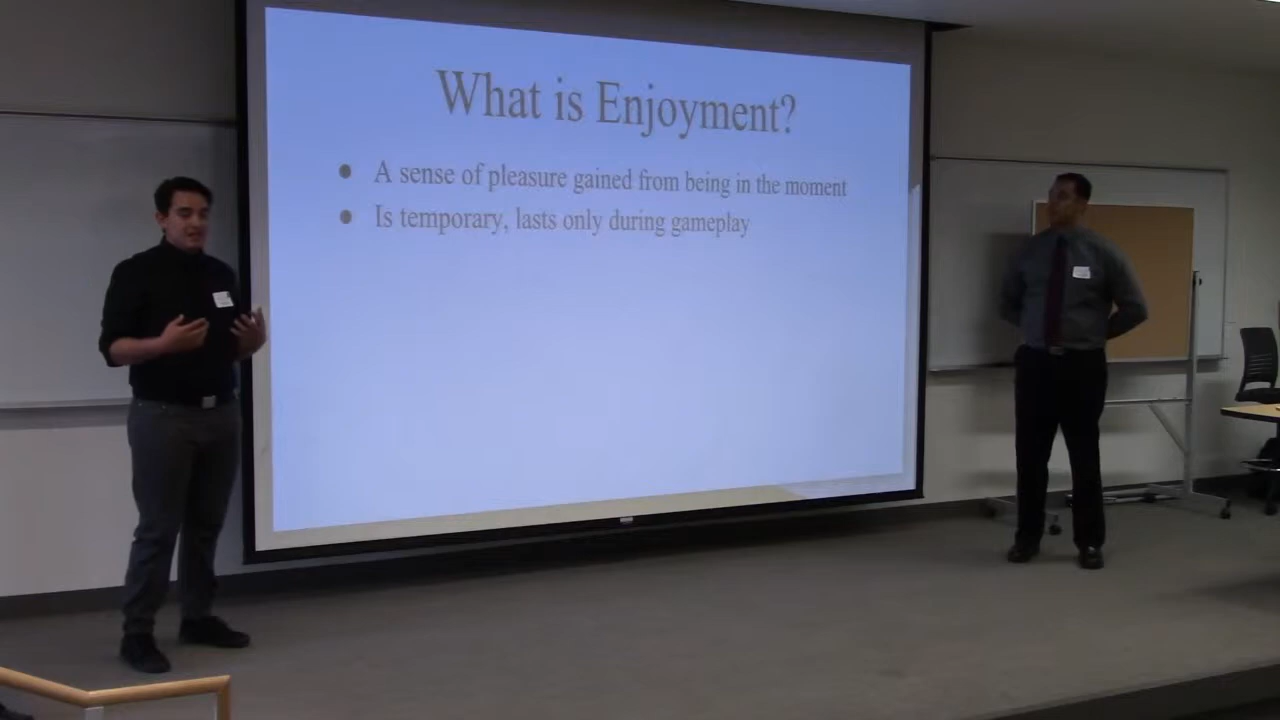 What is Enjoyment?
● A sense of pleasure gained from being in the moment
● Is temporary, lasts only during gameplay